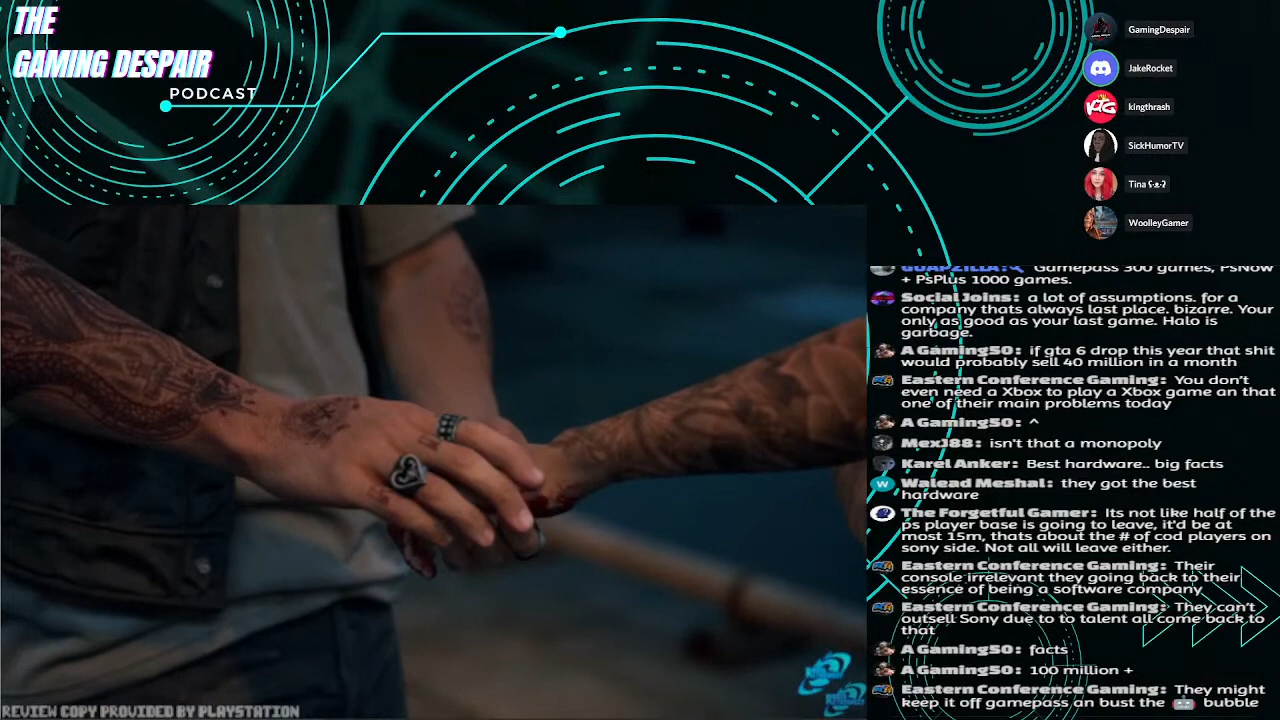 THE
GAMING DESPAIR
PODCAST
GamingDespair
JakeRocket
kingthrash
SickHumorTV
Tina ʕ·ᴥ·ʔ
WoolleyGamer
GUAPZILLA: Gamepass 300 games, PsNow
+ PsPlus 1000 games.
Social Joins: a lot of assumptions. for a
company thats always last place. bizarre. Your
only as good as your last game. Halo is
garbage.
A Gaming50: if gta 6 drop this year that shit
would probably sell 40 million in a month
Eastern Conference Gaming: You don't
even need a Xbox to play a Xbox game an that
one of their main problems today
A Gaming50: ^
MexJ88: isn't that a monopoly
Karel Anker: Best hardware.. big facts
Walead Meshal: they got the best
hardware
The Forgetful Gamer: Its not like half of the
ps player base is going to leave, it'd be at
most 15m, thats about the # of cod players on
sony side. Not all will leave either.
Eastern Conference Gaming: Their
console irrelevant they going back to their
essence of being a software company
Eastern Conference Gaming: They can't
outsell Sony due to to talent all come back to
that
A Gaming50: facts
A Gaming50: 100 million +
Eastern Conference Gaming: They might
keep it off gamepass an bust the 🤖 bubble
REVIEW COPY PROVIDED BY PLAYSTATION